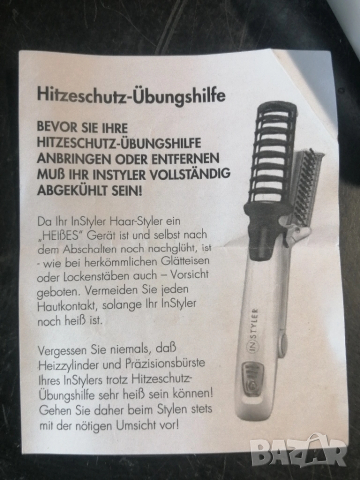 Hitzeschutz-Übungshilfe
BEVOR SIE IHRE
HITZESCHUTZ-ÜBUNGSHILFE
ANBRINGEN ODER ENTFERNEN
MUß IHR INSTYLER VOLLSTÄNDIG
ABGEKÜHLT SEIN!
Da Ihr InStyler Haar-Styler ein
„HEIßES" Gerät ist und selbst nach
dem Abschalten noch nachglüht, ist
- wie bei herkömmlichen Glätteisen
oder Lockenstäben auch – Vorsicht
geboten. Vermeiden Sie jeden
Hautkontakt, solange Ihr InStyler
noch heiß ist.
Vergessen Sie niemals, daß
Heizzylinder und Präzisionsbürste
Ihres InStylers trotz Hitzeschutz-
Übungshilfe sehr heiß sein können!
Gehen Sie daher beim Stylen stets
mit der nötigen Umsicht vor!
INSTYLER
BAZAR